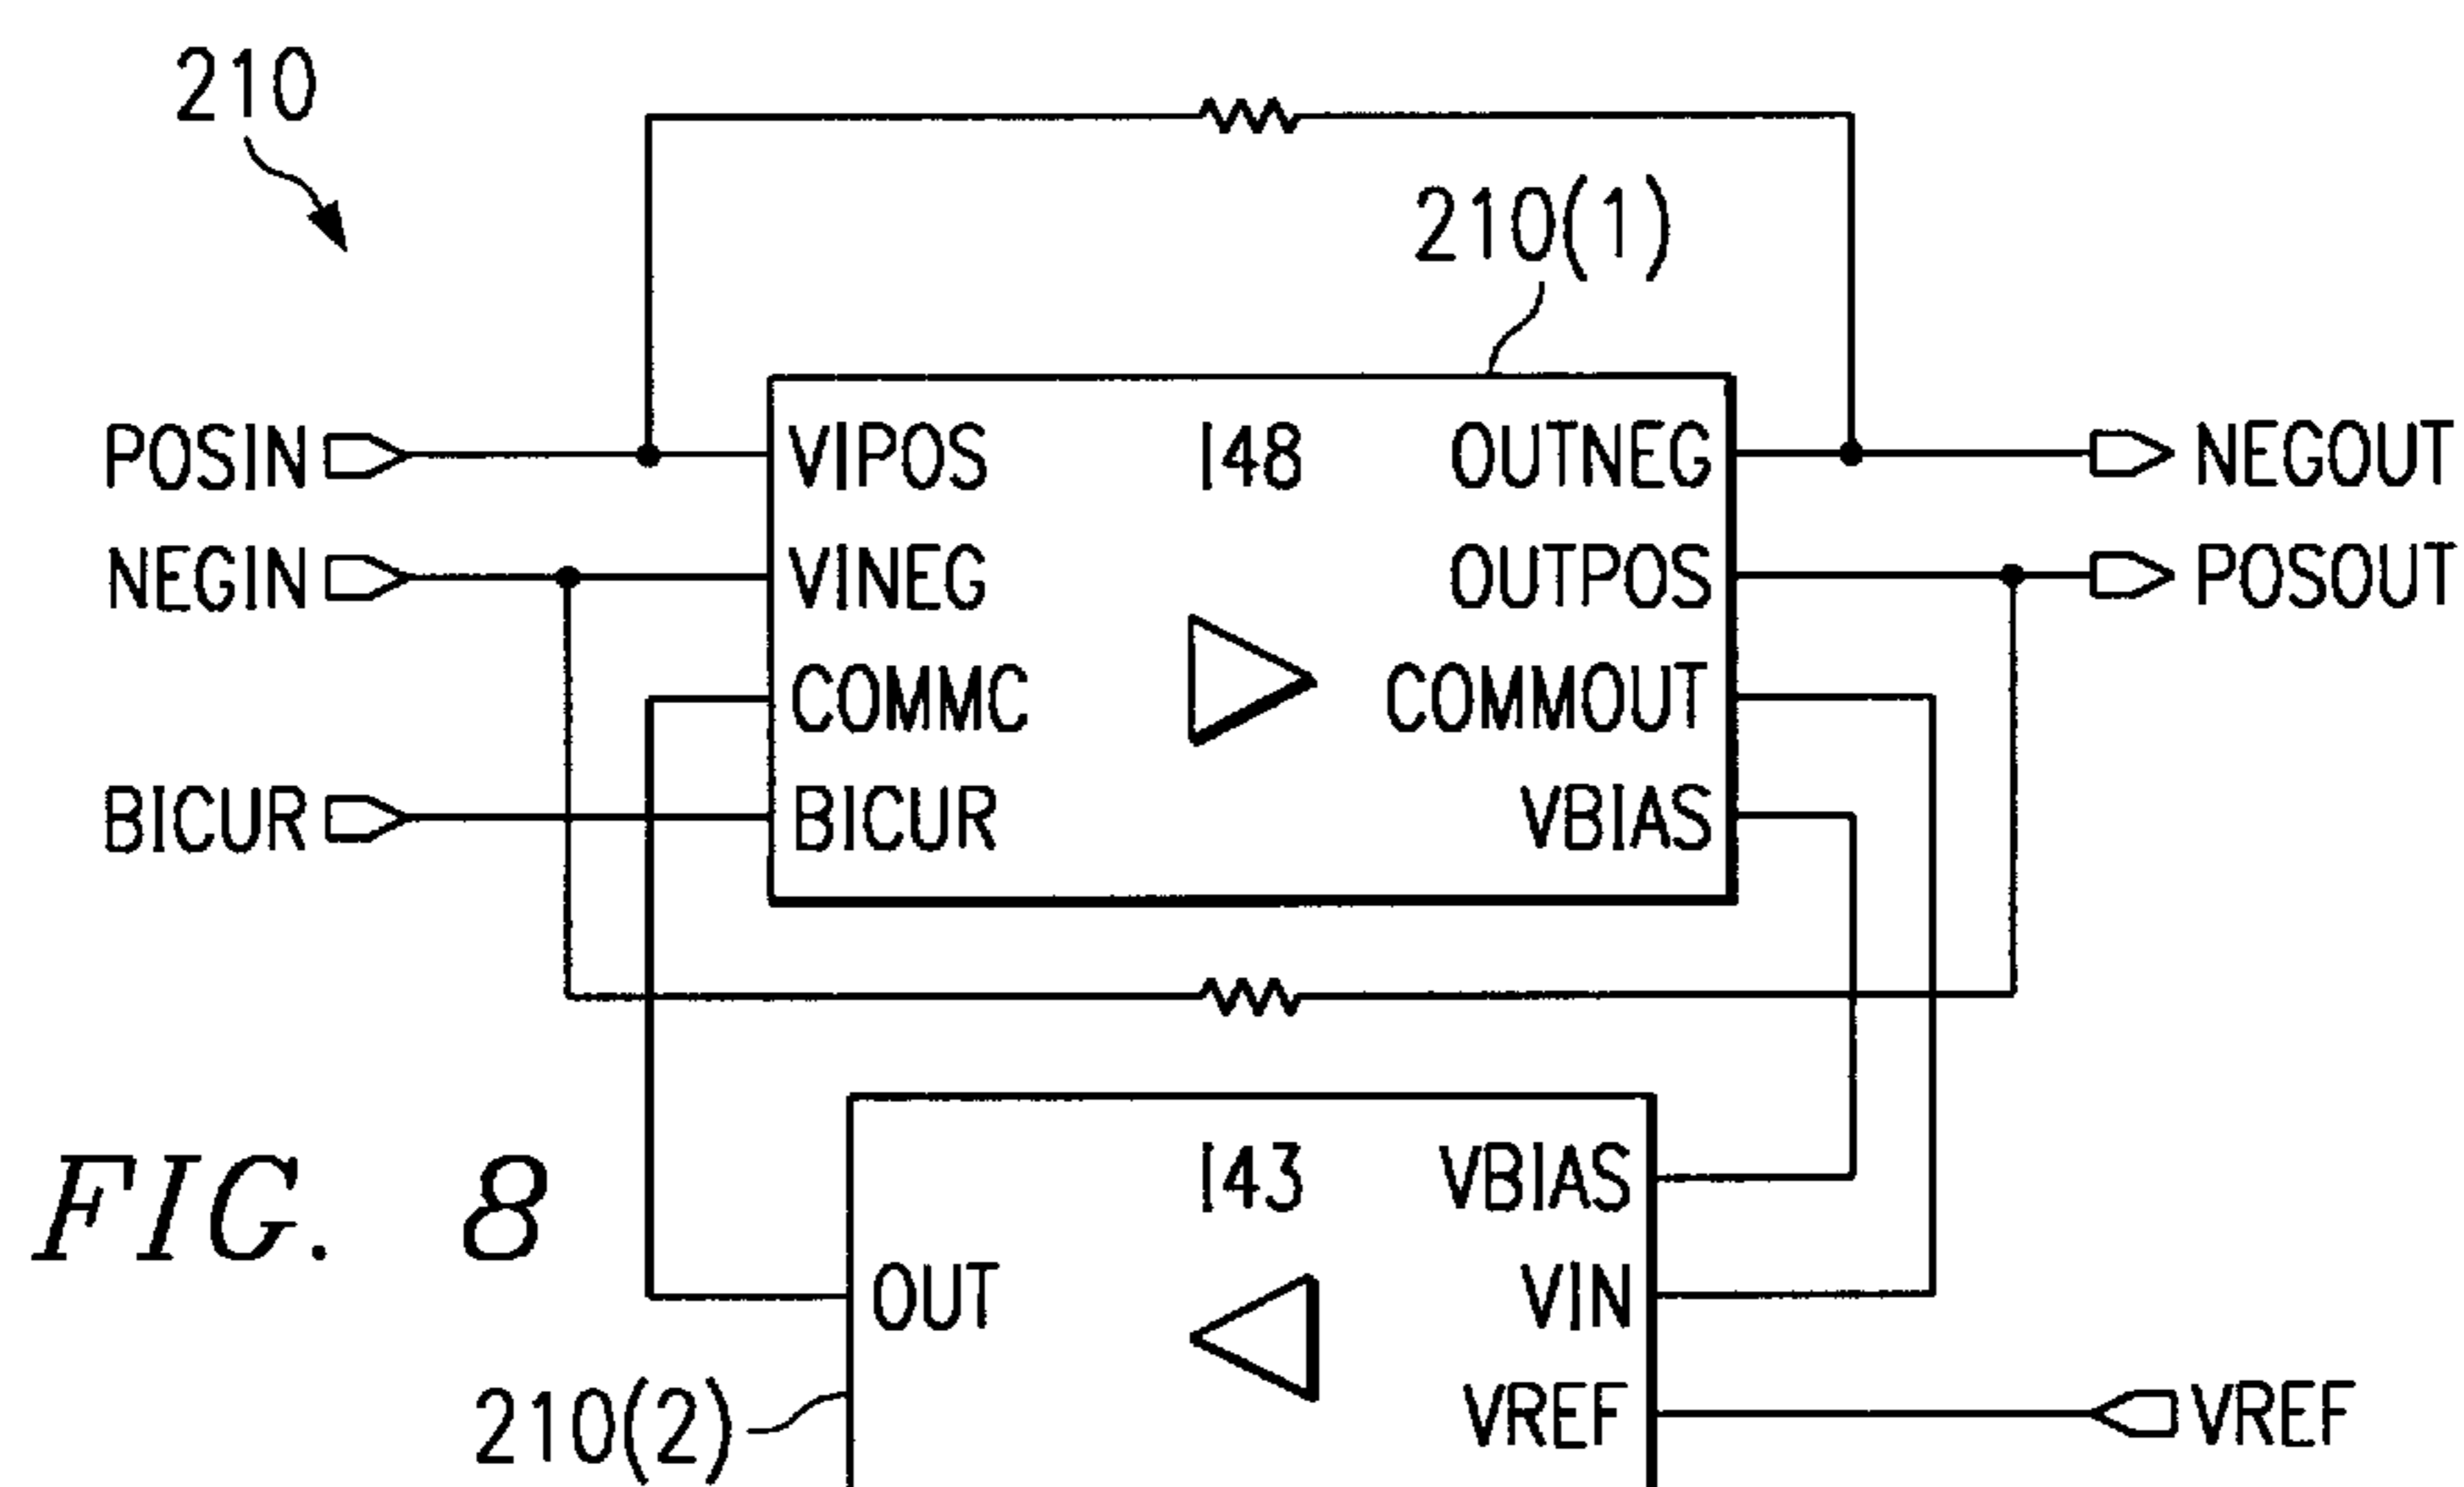 210
210(1)
POSIN VIPOS I48 OUTNEG NEGOUT
NEGIN VINEG OUTPOS POSOUT
COMMC COMMOUT
BICUR BICUR VBIAS
I43 VBIAS
FIG. 8
OUT VIN
VREF VREF
210(2)